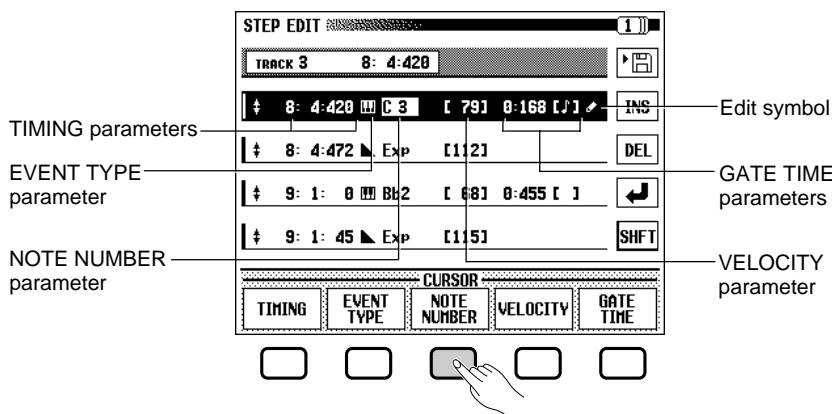 STEP EDIT 1
TRACK 3 8: 4:420
8: 4:420 C 3 [ 79] 0:168 [♪] INS
Edit symbol
TIMING parameters
8: 4:472 Exp [112] DEL
EVENT TYPE
parameter
GATE TIME
parameters
9: 1: 0 Bb2 [ 68] 0:455 [ ]
9: 1: 45 Exp [115] SHFT
NOTE NUMBER
parameter
VELOCITY
parameter
CURSOR
TIMING
EVENT
TYPE
NOTE
NUMBER
VELOCITY
GATE
TIME